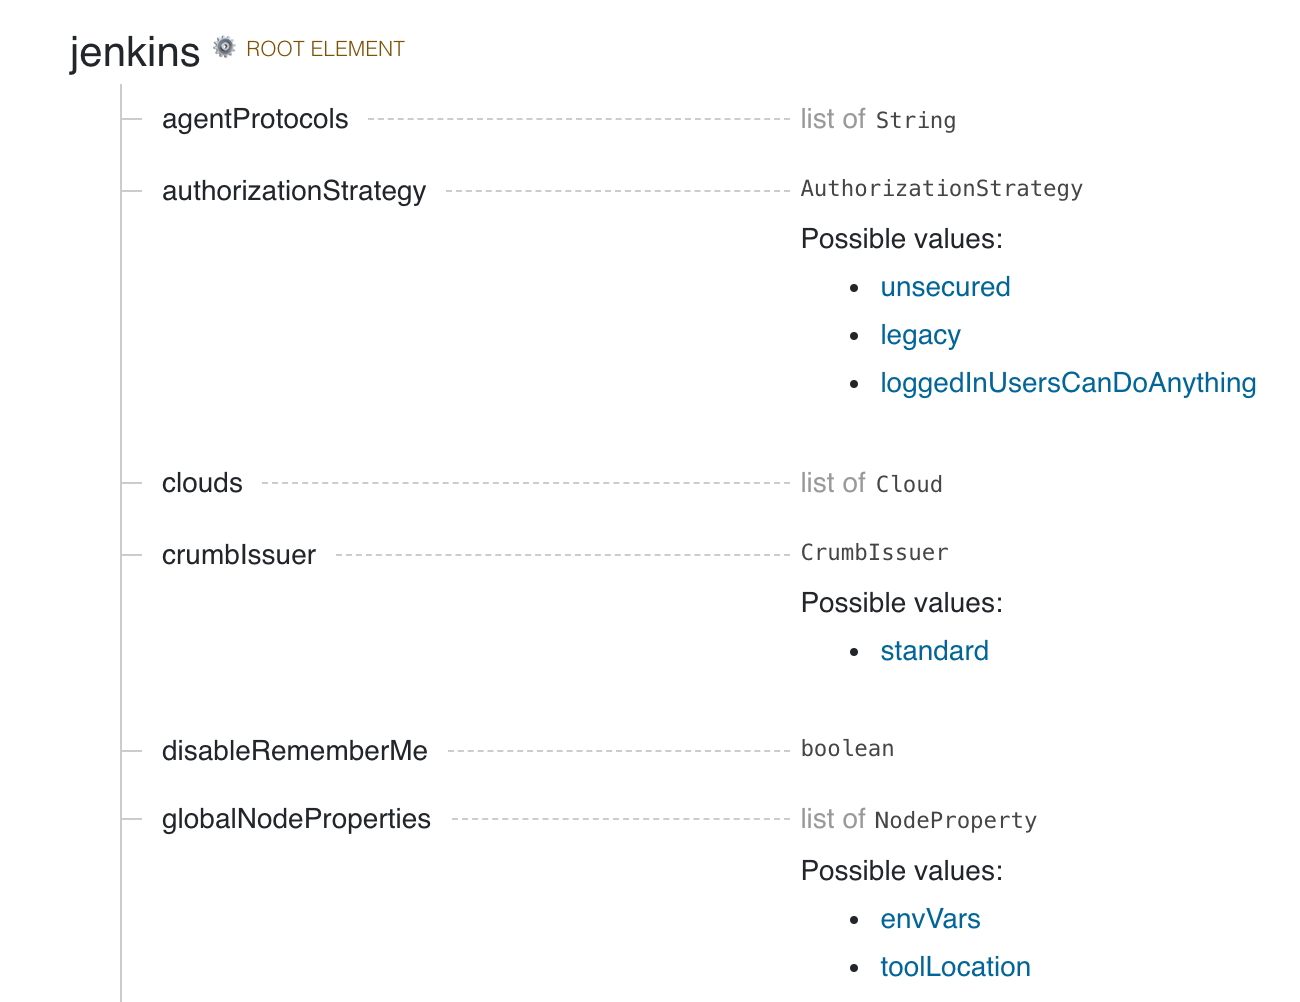 jenkins ROOT ELEMENT
agentProtocols list of String
authorizationStrategy AuthorizationStrategy
Possible values:
• unsecured
• legacy
• loggedInUsersCanDoAnything
clouds list of Cloud
crumbIssuer CrumbIssuer
Possible values:
• standard
disableRememberMe boolean
globalNodeProperties list of NodeProperty
Possible values:
• envVars
• toolLocation